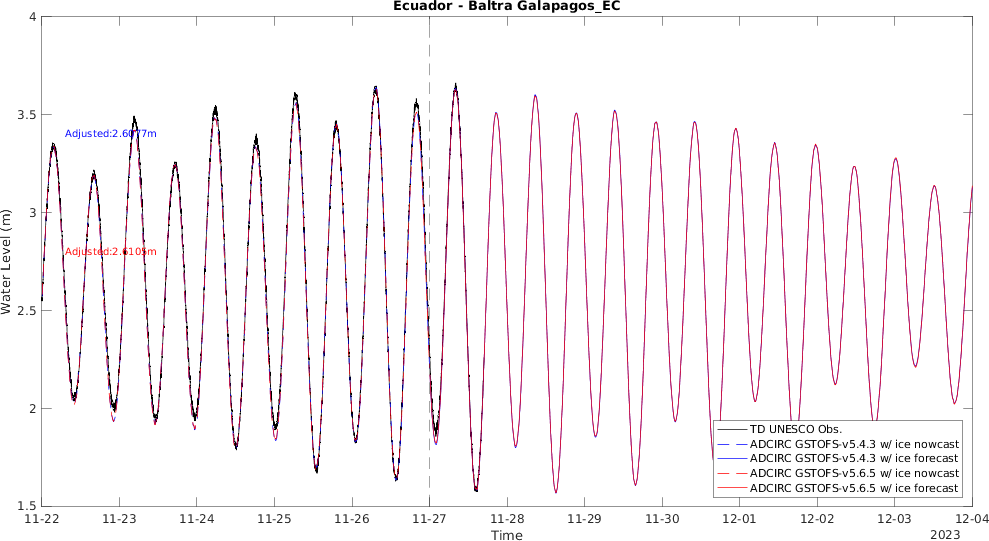 Ecuador - Baltra Galapagos_EC
4
3.5
3
2.5
2
1.5
Water Level (m)
Adjusted:2.6077m
Adjusted:2.6105m
TD UNESCO Obs.
ADCIRC GSTOFS-v5.4.3 w/ ice nowcast
ADCIRC GSTOFS-v5.4.3 w/ ice forecast
ADCIRC GSTOFS-v5.6.5 w/ ice nowcast
ADCIRC GSTOFS-v5.6.5 w/ ice forecast
11-22 11-23 11-24 11-25 11-26 11-27 11-28 11-29 11-30 12-01 12-02 12-03 12-04
Time
2023